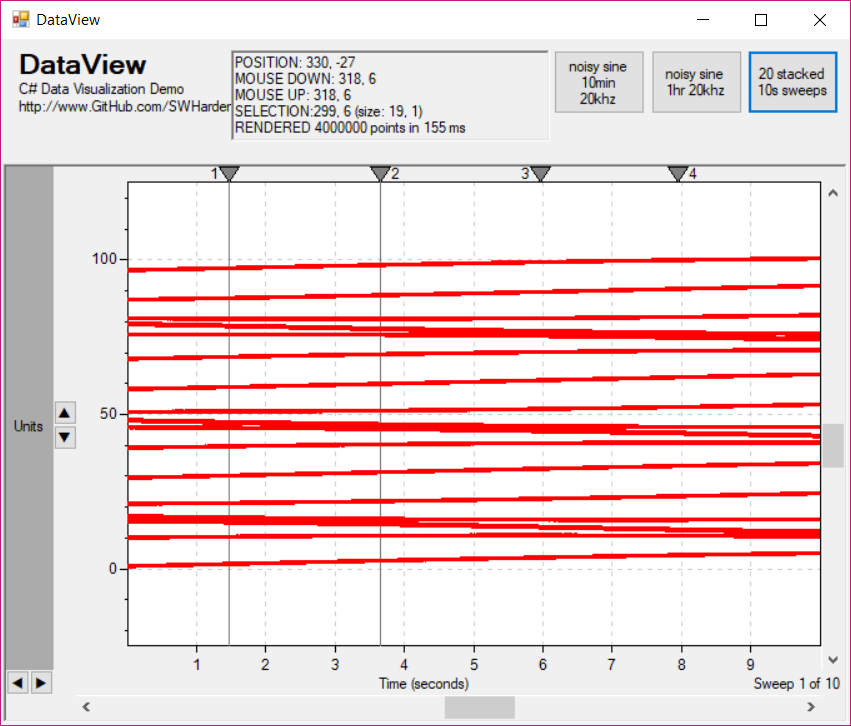 DataView
DataView
C# Data Visualization Demo
http://www.GitHub.com/SWHarder
POSITION: 330, -27
MOUSE DOWN: 318, 6
MOUSE UP: 318, 6
SELECTION:299, 6 (size: 19, 1)
RENDERED 4000000 points in 155 ms
noisy sine
10min
20khz
noisy sine
1hr 20khz
20 stacked
10s sweeps
1 2 3 4
100
50
0
Units
1 2 3 4 5 6 7 8 9
Time (seconds)
Sweep 1 of 10